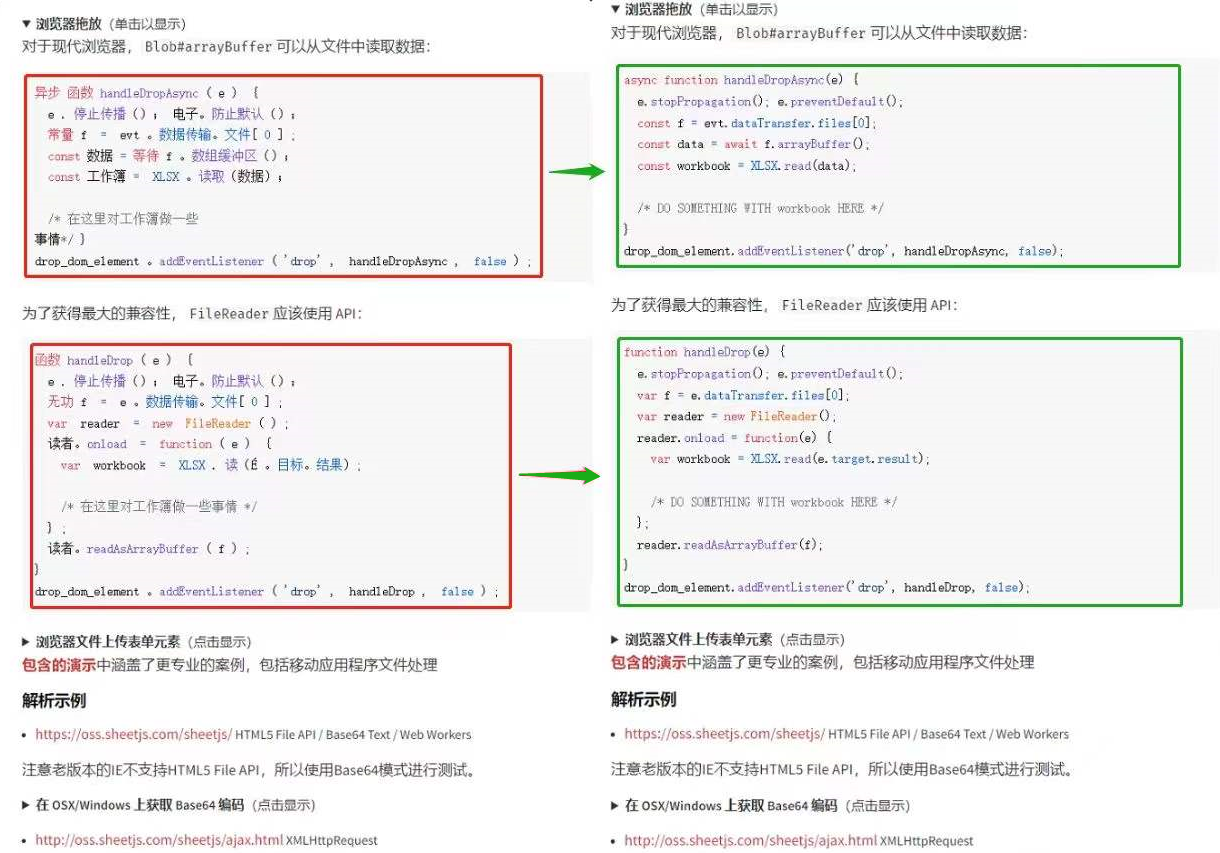 ▼ 浏览器拖放（单击以显示）
对于现代浏览器， Blob#arrayBuffer 可以从文件中读取数据：
异步 函数 handleDropAsync ( e ) {
e . 停止传播 () ; 电子。防止默认 () ;
常量 f = evt 。数据传输。文件[ 0 ] ;
const 数据 = 等待 f 。数组缓冲区 () ;
const 工作簿 = XLSX 。读取（数据）;
/* 在这里对工作簿做一些
事情*/ }
drop_dom_element 。addEventListener ( 'drop' , handleDropAsync , false ) ;
为了获得最大的兼容性， FileReader 应该使用 API：
函数 handleDrop ( e ) {
e . 停止传播 () ; 电子。防止默认 () ;
无功 f = e 。数据传输。文件[ 0 ] ;
var reader = new FileReader ( ) ;
读者。onload = function ( e ) {
var workbook = XLSX . 读（É 。目标。结果）;
/* 在这里对工作簿做一些事情 */
} ;
读者。readAsArrayBuffer ( f ) ;
}
drop_dom_element 。addEventListener ( 'drop' , handleDrop , false ) ;
▶ 浏览器文件上传表单元素（点击显示）
包含的演示中涵盖了更专业的案例，包括移动应用程序文件处理
解析示例
• https://oss.sheetjs.com/sheetjs/ HTML5 File API / Base64 Text / Web Workers
注意老版本的IE不支持HTML5 File API，所以使用Base64模式进行测试。
▶ 在 OSX/Windows 上获取 Base64 编码（点击显示）
• http://oss.sheetjs.com/sheetjs/ajax.html XMLHttpRequest
▼ 浏览器拖放（单击以显示）
对于现代浏览器， Blob#arrayBuffer 可以从文件中读取数据：
async function handleDropAsync(e) {
e.stopPropagation(); e.preventDefault();
const f = evt.dataTransfer.files[0];
const data = await f.arrayBuffer();
const workbook = XLSX.read(data);
/* DO SOMETHING WITH workbook HERE */
}
drop_dom_element.addEventListener('drop', handleDropAsync, false);
为了获得最大的兼容性， FileReader 应该使用 API：
function handleDrop(e) {
e.stopPropagation(); e.preventDefault();
var f = e.dataTransfer.files[0];
var reader = new FileReader();
reader.onload = function(e) {
var workbook = XLSX.read(e.target.result);
/* DO SOMETHING WITH workbook HERE */
};
reader.readAsArrayBuffer(f);
}
drop_dom_element.addEventListener('drop', handleDrop, false);
▶ 浏览器文件上传表单元素（点击显示）
包含的演示中涵盖了更专业的案例，包括移动应用程序文件处理
解析示例
• https://oss.sheetjs.com/sheetjs/ HTML5 File API / Base64 Text / Web Workers
注意老版本的IE不支持HTML5 File API，所以使用Base64模式进行测试。
▶ 在 OSX/Windows 上获取 Base64 编码（点击显示）
• http://oss.sheetjs.com/sheetjs/ajax.html XMLHttpRequest